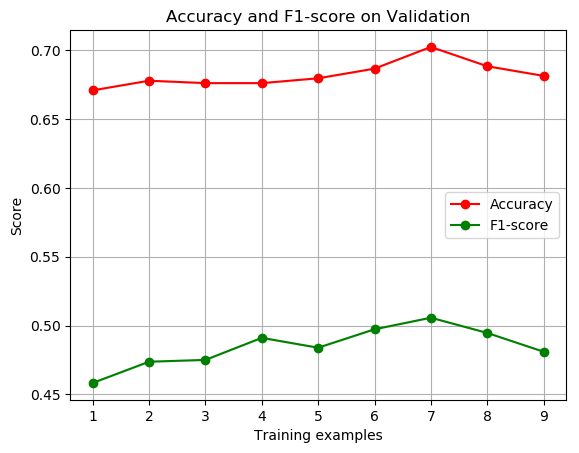 Accuracy and F1-score on Validation
0.70
0.65
0.60
0.55
0.50
0.45
Score
Accuracy
F1-score
1 2 3 4 5 6 7 8 9
Training examples